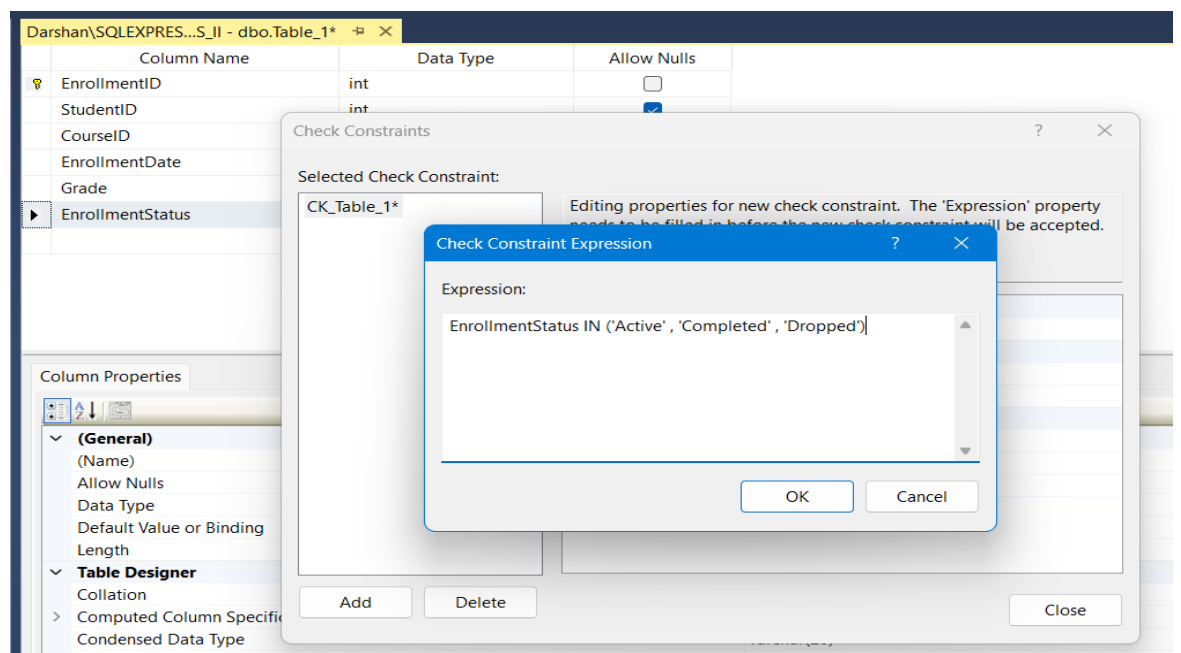 Darshan\SQLEXPRES...S_II - dbo.Table_1*
Column Name Data Type Allow Nulls
EnrollmentID int
StudentID int
CourseID
EnrollmentDate
Grade
EnrollmentStatus
Check Constraints ?
Selected Check Constraint:
CK_Table_1*
Editing properties for new check constraint. The 'Expression' property
needs to be filled in before the new check constraint will be accepted.
Check Constraint Expression ?
Expression:
EnrollmentStatus IN ('Active' , 'Completed' , 'Dropped')
OK Cancel
Add Delete
Close
Column Properties
(General)
(Name)
Allow Nulls
Data Type
Default Value or Binding
Length
Table Designer
Collation
Computed Column Specific
Condensed Data Type